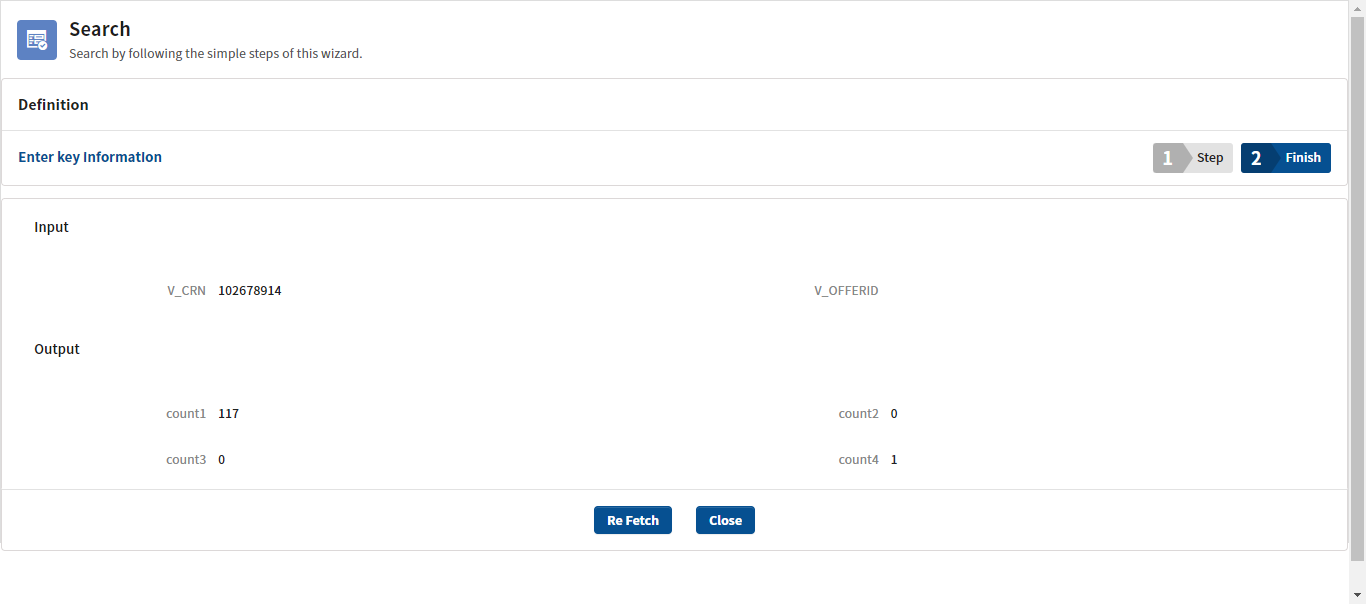 Search
Search by following the simple steps of this wizard.
Definition
Enter key Information
1 Step 2 Finish
Input
V_CRN 102678914 V_OFFERID
Output
count1 117 count2 0
count3 0 count4 1
Re Fetch Close